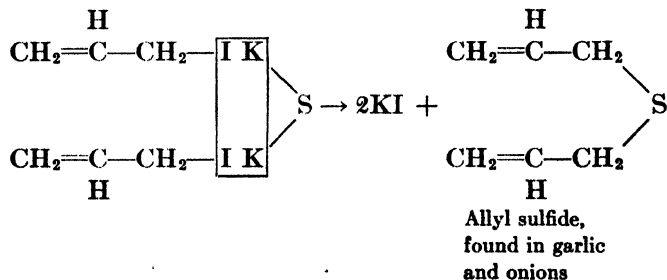 H H
CH₂=C—CH₂—I K CH₂=C—CH₂
S → 2KI + S
CH₂=C—CH₂—I K CH₂=C—CH₂
H H
Allyl sulfide,
found in garlic
and onions